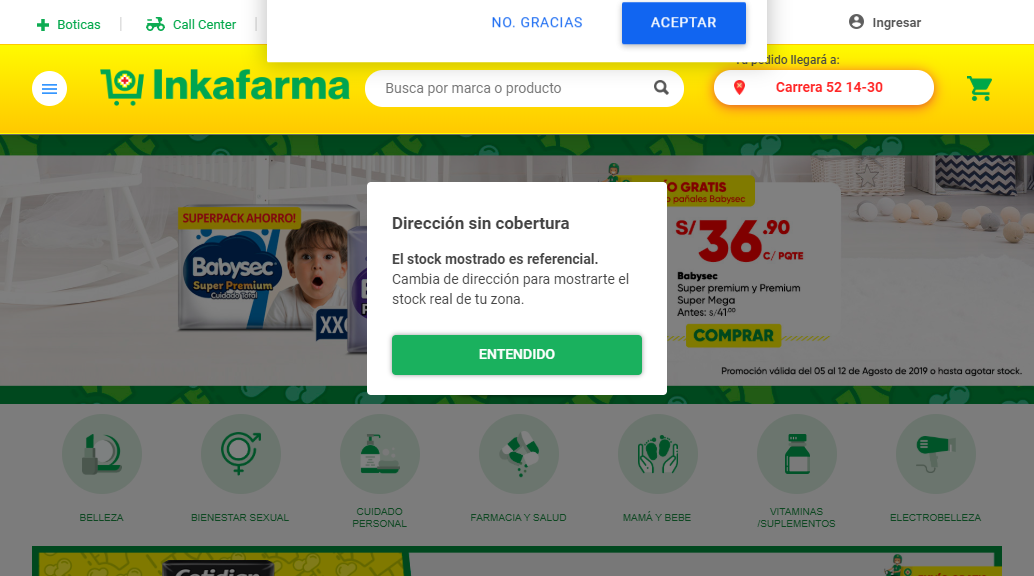 NO. GRACIAS
ACEPTAR
Boticas
Call Center
Ingresar
Inkafarma
Busca por marca o producto
Tu pedido llegará a:
Carrera 52 14-30
SUPERPACK AHORRO!
Babysec
Super Premium
Cuidado Total
Dirección sin cobertura
El stock mostrado es referencial.
Cambia de dirección para mostrarte el
stock real de tu zona.
ENTENDIDO
GRATIS
pañales Babysec
S/36.90
C/ PQTE
Babysec
Super premium y Premium
Super Mega
Antes: s/41.00
COMPRAR
Promoción válida del 05 al 12 de Agosto de 2019 o hasta agotar stock.
BELLEZA
BIENESTAR SEXUAL
CUIDADO
PERSONAL
FARMACIA Y SALUD
MAMÁ Y BEBE
VITAMINAS
/SUPLEMENTOS
ELECTROBELLEZA